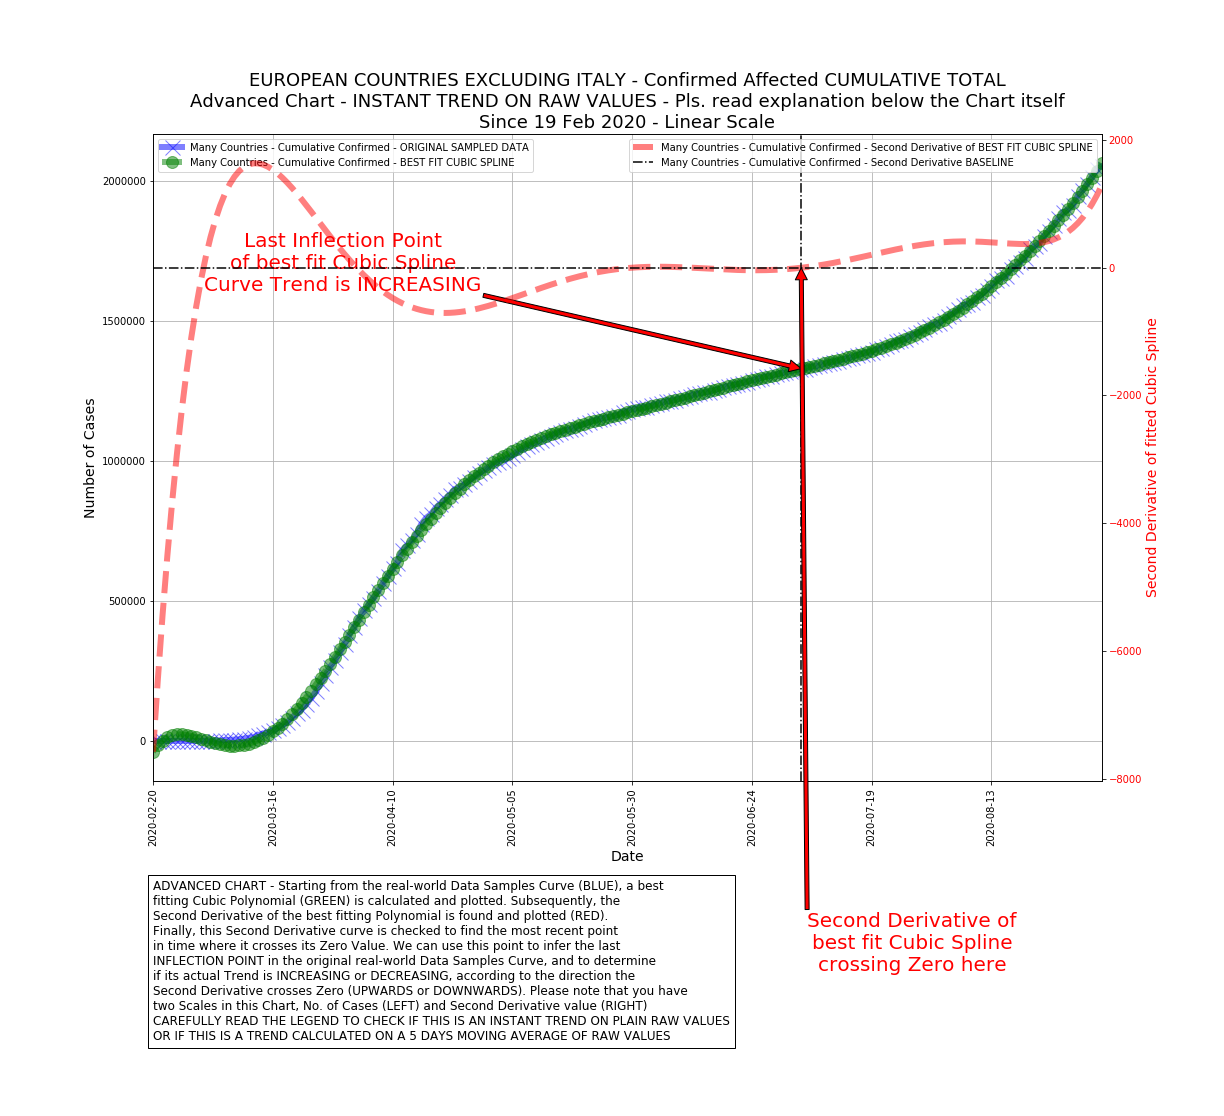 EUROPEAN COUNTRIES EXCLUDING ITALY - Confirmed Affected CUMULATIVE TOTAL
Advanced Chart - INSTANT TREND ON RAW VALUES - Pls. read explanation below the Chart itself
Since 19 Feb 2020 - Linear Scale
Many Countries - Cumulative Confirmed - ORIGINAL SAMPLED DATA
Many Countries - Cumulative Confirmed - BEST FIT CUBIC SPLINE
Many Countries - Cumulative Confirmed - Second Derivative of BEST FIT CUBIC SPLINE
Many Countries - Cumulative Confirmed - Second Derivative BASELINE
Last Inflection Point
of best fit Cubic Spline
Curve Trend is INCREASING
Number of Cases
2000000
1500000
1000000
500000
0
2000
0
−2000
−4000
−6000
−8000
Second Derivative of fitted Cubic Spline
2020-02-20
2020-03-16
2020-04-10
2020-05-05
2020-05-30
2020-06-24
2020-07-19
2020-08-13
Date
ADVANCED CHART - Starting from the real-world Data Samples Curve (BLUE), a best
fitting Cubic Polynomial (GREEN) is calculated and plotted. Subsequently, the
Second Derivative of the best fitting Polynomial is found and plotted (RED).
Finally, this Second Derivative curve is checked to find the most recent point
in time where it crosses its Zero Value. We can use this point to infer the last
INFLECTION POINT in the original real-world Data Samples Curve, and to determine
if its actual Trend is INCREASING or DECREASING, according to the direction the
Second Derivative crosses Zero (UPWARDS or DOWNWARDS). Please note that you have
two Scales in this Chart, No. of Cases (LEFT) and Second Derivative value (RIGHT)
CAREFULLY READ THE LEGEND TO CHECK IF THIS IS AN INSTANT TREND ON PLAIN RAW VALUES
OR IF THIS IS A TREND CALCULATED ON A 5 DAYS MOVING AVERAGE OF RAW VALUES
Second Derivative of
best fit Cubic Spline
crossing Zero here